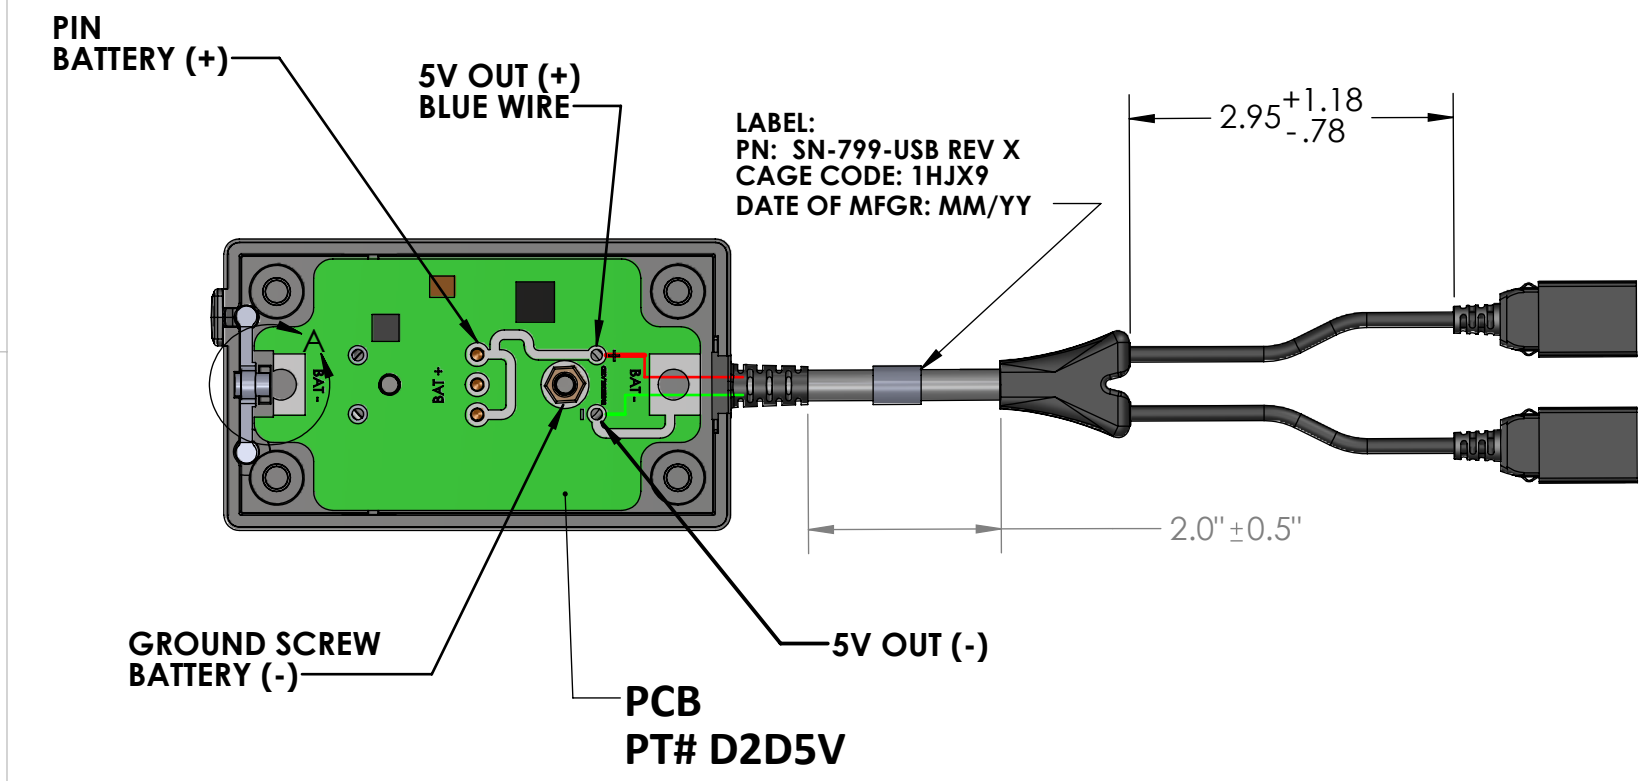 PIN
BATTERY (+)
5V OUT (+)
BLUE WIRE
LABEL:
PN: SN-799-USB REV X
CAGE CODE: 1HJX9
DATE OF MFGR: MM/YY
2.95 +1.18
-.78
A
BAT -
BAT +
+
BAT -
-
2.0"±0.5"
GROUND SCREW
BATTERY (-)
5V OUT (-)
PCB
PT# D2D5V